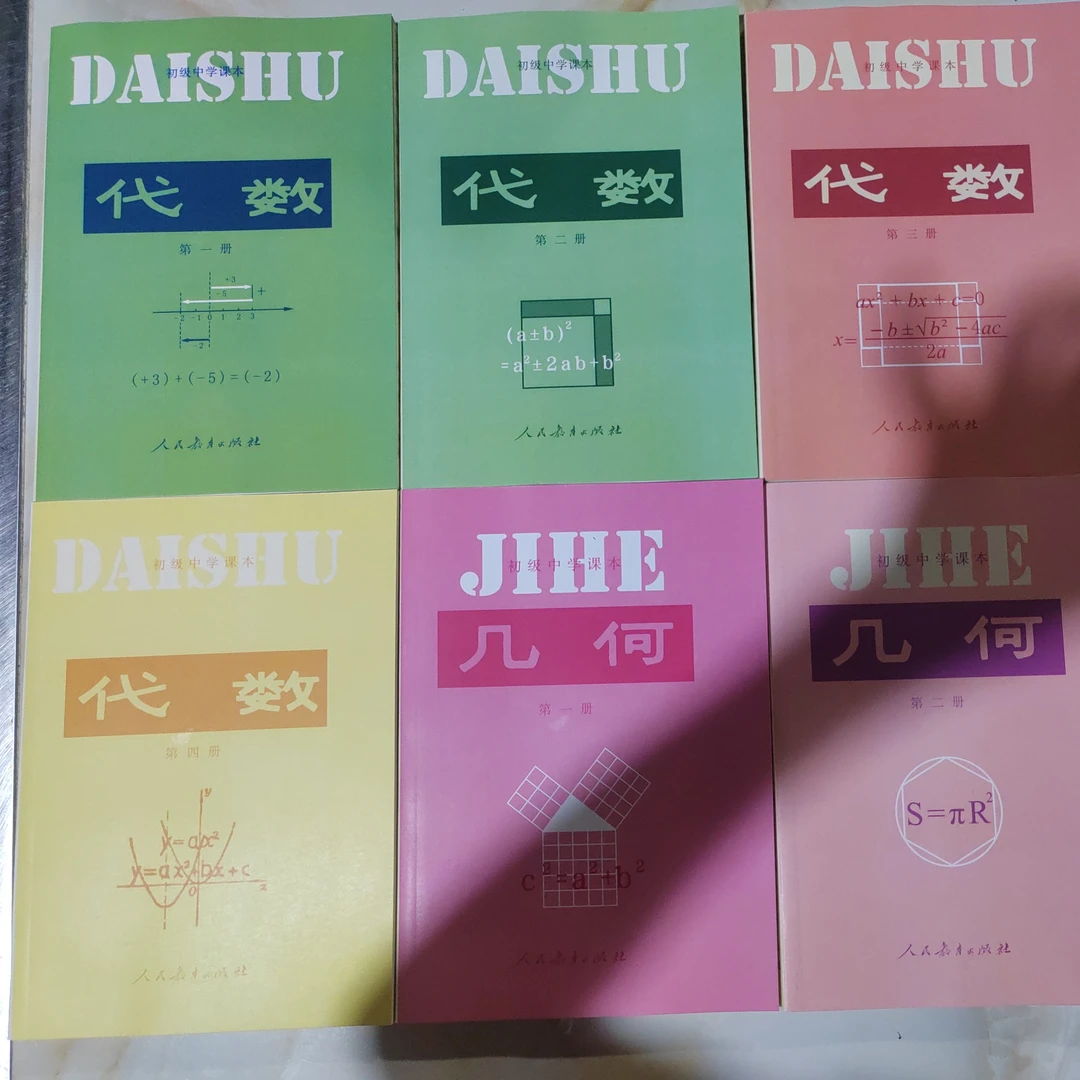 DAISHU
初级中学课本
代 数
第一册
+3
-5
+
-2 -1 0 1 2 3
-2
(+3)+(-5)=(-2)
人民教育出版社
DAISHU
初级中学课本
代 数
第二册
(a±b)²
=a²±2ab+b²
人民教育出版社
DAISHU
初级中学课本
代 数
第三册
ax²+bx+c=0
x= -b±√b²-4ac
2a
人民教育出版社
DAISHU
初级中学课本
代 数
第四册
y
y=ax²
y=ax²+bx+c
0 x
人民教育出版社
JIHE
初级中学课本
几 何
第一册
c²=a²+b²
人民教育出版社
JIHE
初级中学课本
几 何
第二册
S=πR²
人民教育出版社